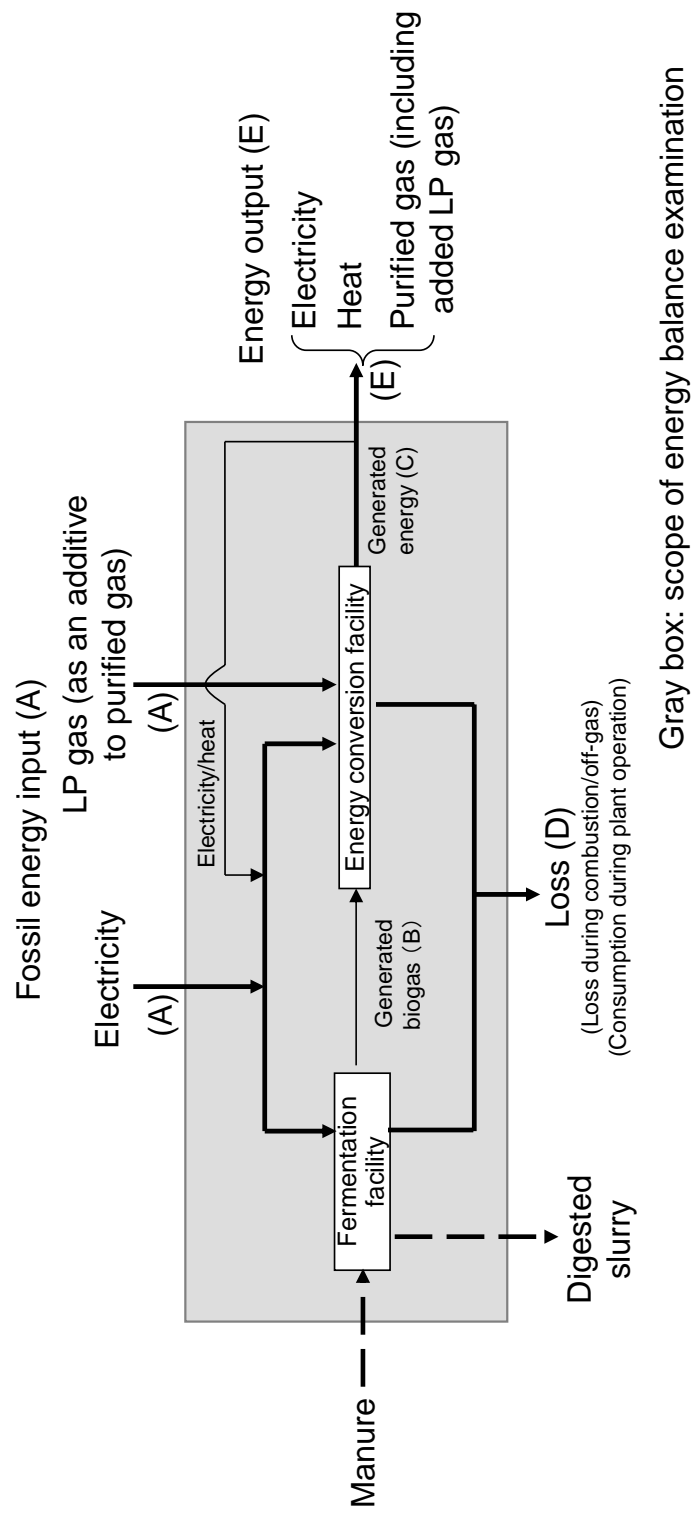 Fossil energy input (A)
Electricity
(A)
LP gas (as an additive
to purified gas)
(A)
Electricity/heat
Manure
Fermentation
facility
Generated
biogas（B）
Energy conversion facility
Generated
energy (C)
(E)
Energy output (E)
Electricity
Heat
Purified gas (including
added LP gas)
Digested
slurry
Loss (D)
(Loss during combustion/off-gas)
(Consumption during plant operation)
Gray box: scope of energy balance examination